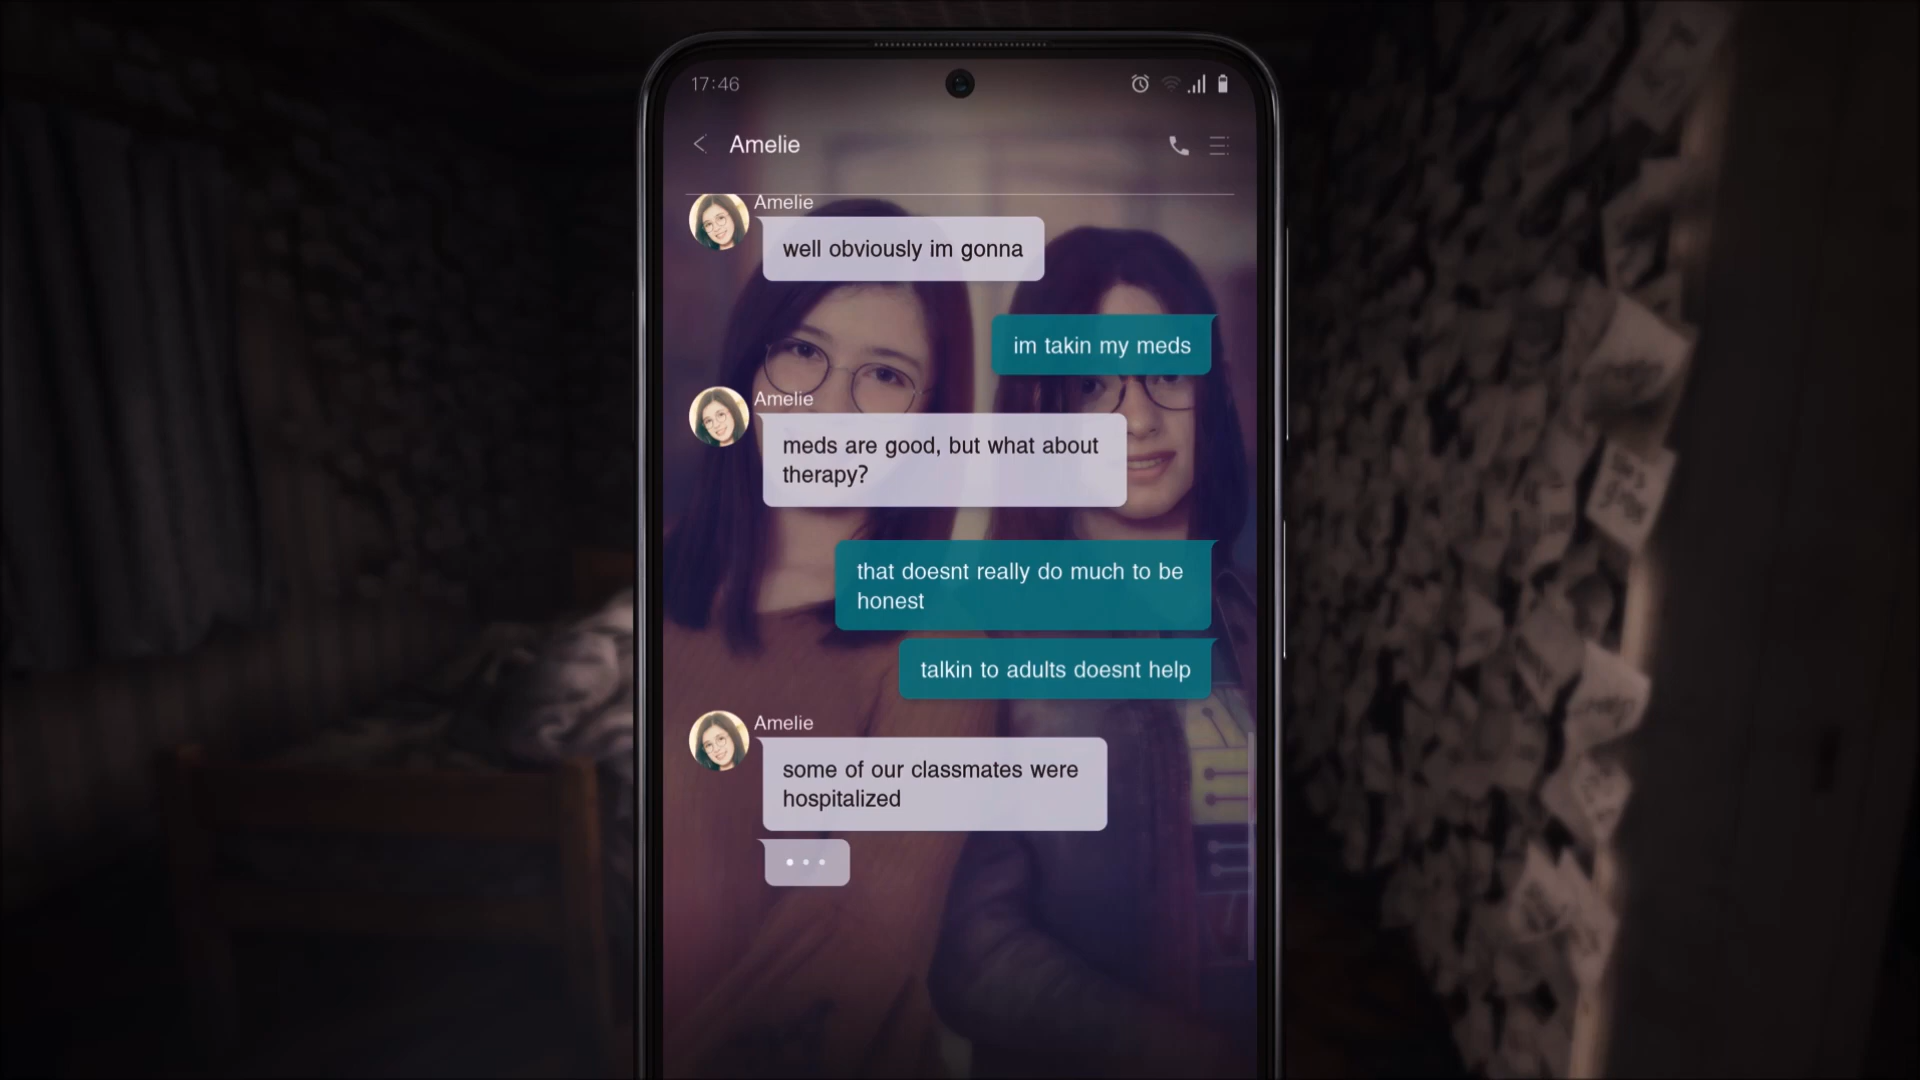 17:46
Amelie
Amelie
well obviously im gonna
im takin my meds
Amelie
meds are good, but what about
therapy?
that doesnt really do much to be
honest
talkin to adults doesnt help
Amelie
some of our classmates were
hospitalized